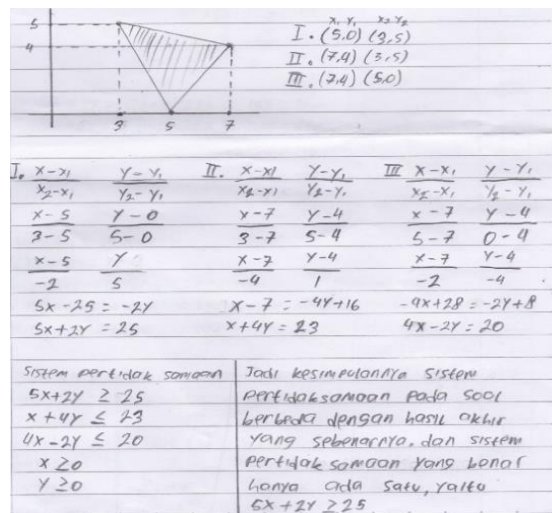 5
4
3 5 7
x₁ y₁ x₂ y₂
I. (5,0) (3,5)
II. (7,4) (3,5)
III. (7,4) (5,0)
I. x-x₁ / x₂-x₁ y-y₁ / y₂-y₁
x-5 / 3-5 y-0 / 5-0
x-5 / -2 y / 5
5x-25 = -2y
5x+2y = 25
II. x-x₁ / x₂-x₁ y-y₁ / y₂-y₁
x-7 / 3-7 y-4 / 5-4
x-7 / -4 y-4 / 1
x-7 = -4y+16
x+4y = 23
III x-x₁ / x₂-x₁ y-y₁ / y₂-y₁
x-7 / 5-7 y-4 / 0-4
x-7 / -2 y-4 / -4
-4x+28 = -2y+8
4x-2y = 20
Sistem pertidak samaan
5x+2y ≥ 25
x+4y ≤ 23
4x-2y ≤ 20
x ≥ 0
y ≥ 0
Jadi kesimpulannya sistem
pertidaksamaan pada soal
berbeda dengan hasil akhir
yang sebenarnya. dan sistem
pertidak samaan yang benar
hanya ada satu, yaitu
5x+2y ≥ 25